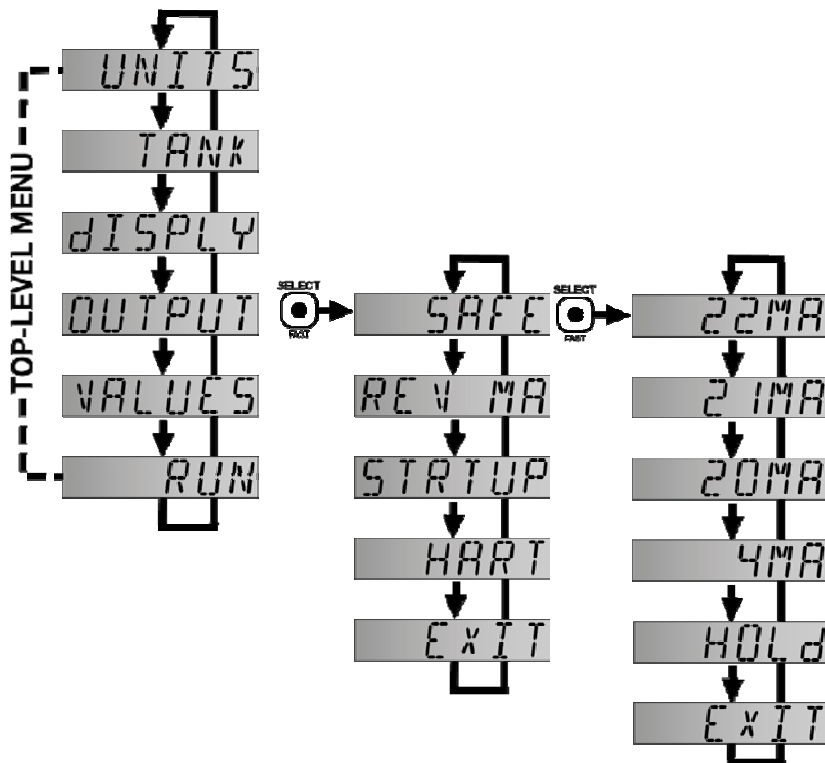 TOP-LEVEL MENU
UNITS
TANK
dISPLY
OUTPUT
VALUES
RUN
SELECT
FAST
SAFE
REV MA
STRTUP
HART
ExIT
SELECT
FAST
22MA
21MA
20MA
4MA
HOLd
ExIT